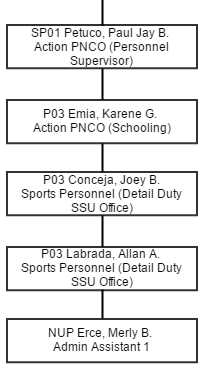 SP01 Petuco, Paul Jay B.
Action PNCO (Personnel
Supervisor)
P03 Emia, Karene G.
Action PNCO (Schooling)
P03 Conceja, Joey B.
Sports Personnel (Detail Duty
SSU Office)
P03 Labrada, Allan A.
Sports Personnel (Detail Duty
SSU Office)
NUP Erce, Merly B.
Admin Assistant 1